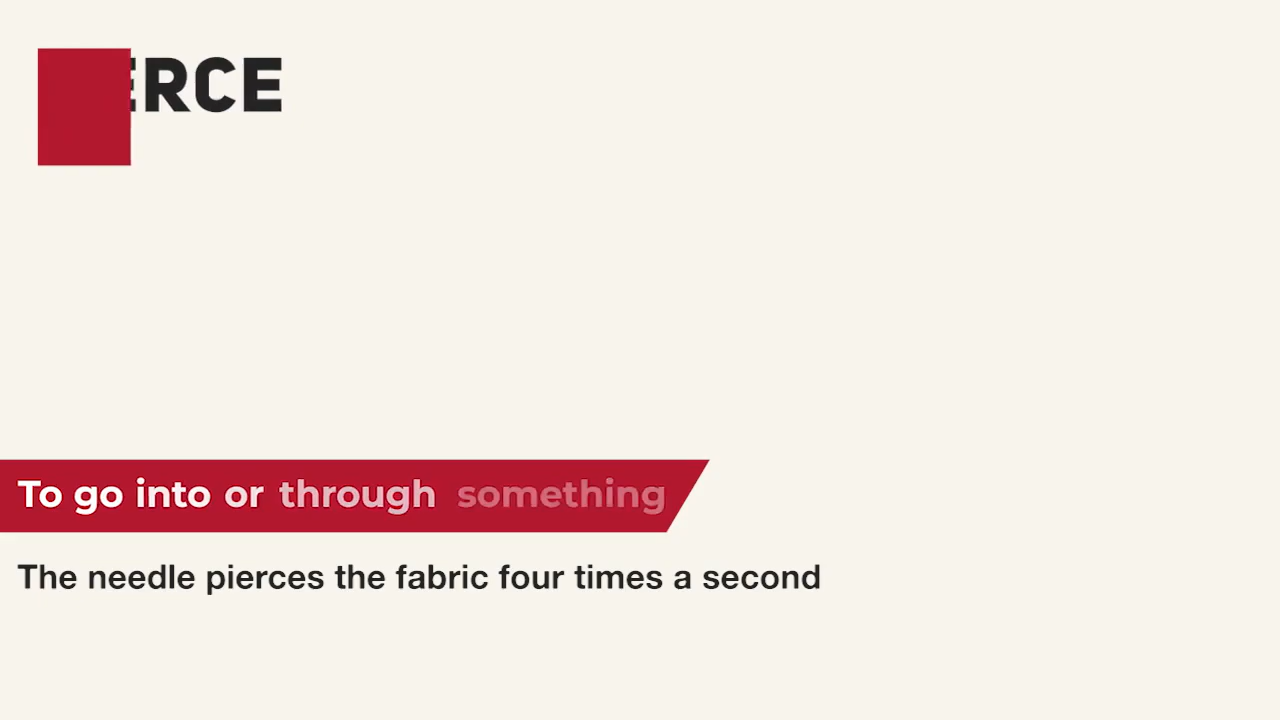 ERCE
To go into or through something
The needle pierces the fabric four times a second